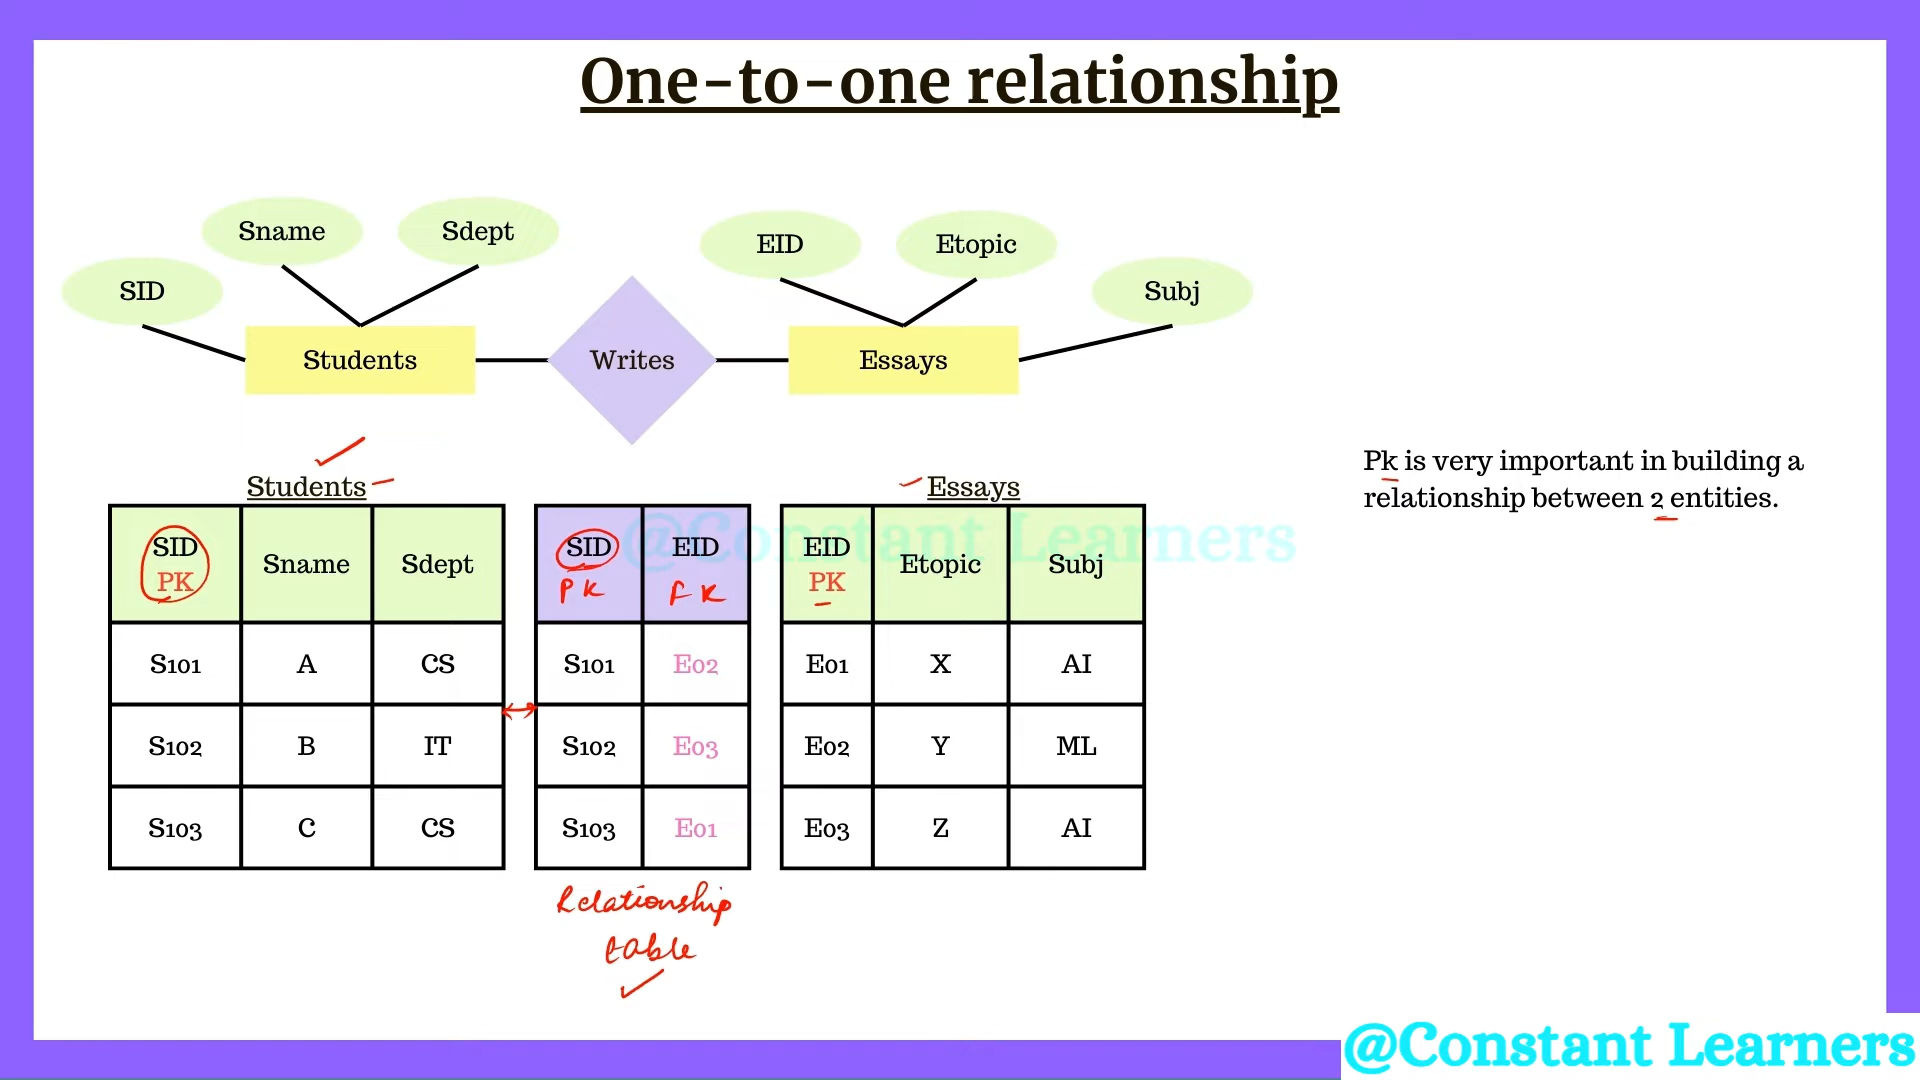 One-to-one relationship
Sname
Sdept
EID
Etopic
SID
Subj
Students
Writes
Essays
Pk is very important in building a
relationship between 2 entities.
Students
Essays
@Constant Learners
SID PK Sname Sdept
S101 A CS
S102 B IT
S103 C CS
SID PK EID FK
S101 E02
S102 E03
S103 E01
EID PK Etopic Subj
E01 X AI
E02 Y ML
E03 Z AI
Relationship
table
@Constant Learners